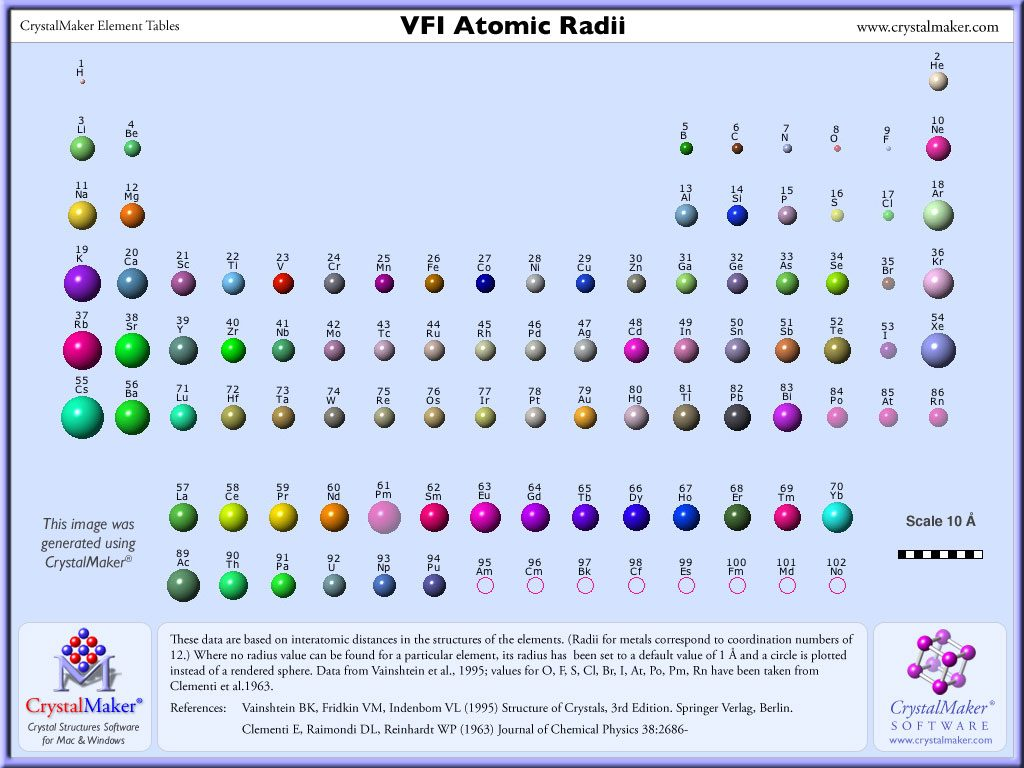 CrystalMaker Element Tables
VFI Atomic Radii
www.crystalmaker.com
1 2
H He
3 4 5 6 7 8 9 10
Li Be B C N O F Ne
11 12 13 14 15 16 17 18
Na Mg Al Si P S Cl Ar
19 20 21 22 23 24 25 26 27 28 29 30 31 32 33 34 35 36
K Ca Sc Ti V Cr Mn Fe Co Ni Cu Zn Ga Ge As Se Br Kr
37 38 39 40 41 42 43 44 45 46 47 48 49 50 51 52 53 54
Rb Sr Y Zr Nb Mo Tc Ru Rh Pd Ag Cd In Sn Sb Te I Xe
55 56 71 72 73 74 75 76 77 78 79 80 81 82 83 84 85 86
Cs Ba Lu Hf Ta W Re Os Ir Pt Au Hg Tl Pb Bi Po At Rn
57 58 59 60 61 62 63 64 65 66 67 68 69 70
La Ce Pr Nd Pm Sm Eu Gd Tb Dy Ho Er Tm Yb
89 90 91 92 93 94 95 96 97 98 99 100 101 102
Ac Th Pa U Np Pu Am Cm Bk Cf Es Fm Md No
This image was
generated using
CrystalMaker®
Scale 10 Å
M
CrystalMaker®
Crystal Structures Software
for Mac & Windows
These data are based on interatomic distances in the structures of the elements. (Radii for metals correspond to coordination numbers of
12.) Where no radius value can be found for a particular element, its radius has been set to a default value of 1 Å and a circle is plotted
instead of a rendered sphere. Data from Vainshtein et al., 1995; values for O, F, S, Cl, Br, I, At, Po, Pm, Rn have been taken from
Clementi et al.1963.
References: Vainshtein BK, Fridkin VM, Indenbom VL (1995) Structure of Crystals, 3rd Edition. Springer Verlag, Berlin.
Clementi E, Raimondi DL, Reinhardt WP (1963) Journal of Chemical Physics 38:2686-
CrystalMaker®
SOFTWARE
www.crystalmaker.com